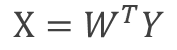 X = W^T Y